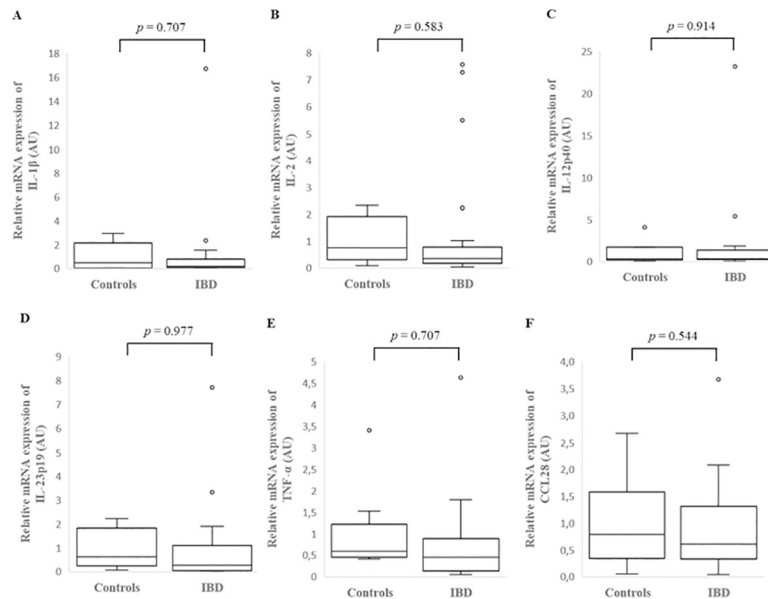 A
p = 0.707
Relative mRNA expression of
IL-1β (AU)
18
16
14
12
10
8
6
4
2
0
Controls
IBD
B
p = 0.583
Relative mRNA expression of
IL-2 (AU)
8
7
6
5
4
3
2
1
0
Controls
IBD
C
p = 0.914
Relative mRNA expression of
IL-12p40 (AU)
25
20
15
10
5
0
Controls
IBD
D
p = 0.977
Relative mRNA expression of
IL-23p19 (AU)
9
8
7
6
5
4
3
2
1
0
Controls
IBD
E
p = 0.707
Relative mRNA expression of
TNF-α (AU)
5
4,5
4
3,5
3
2,5
2
1,5
1
0,5
0
Controls
IBD
F
p = 0.544
Relative mRNA expression of
CCL28 (AU)
4,0
3,5
3,0
2,5
2,0
1,5
1,0
0,5
0,0
Controls
IBD